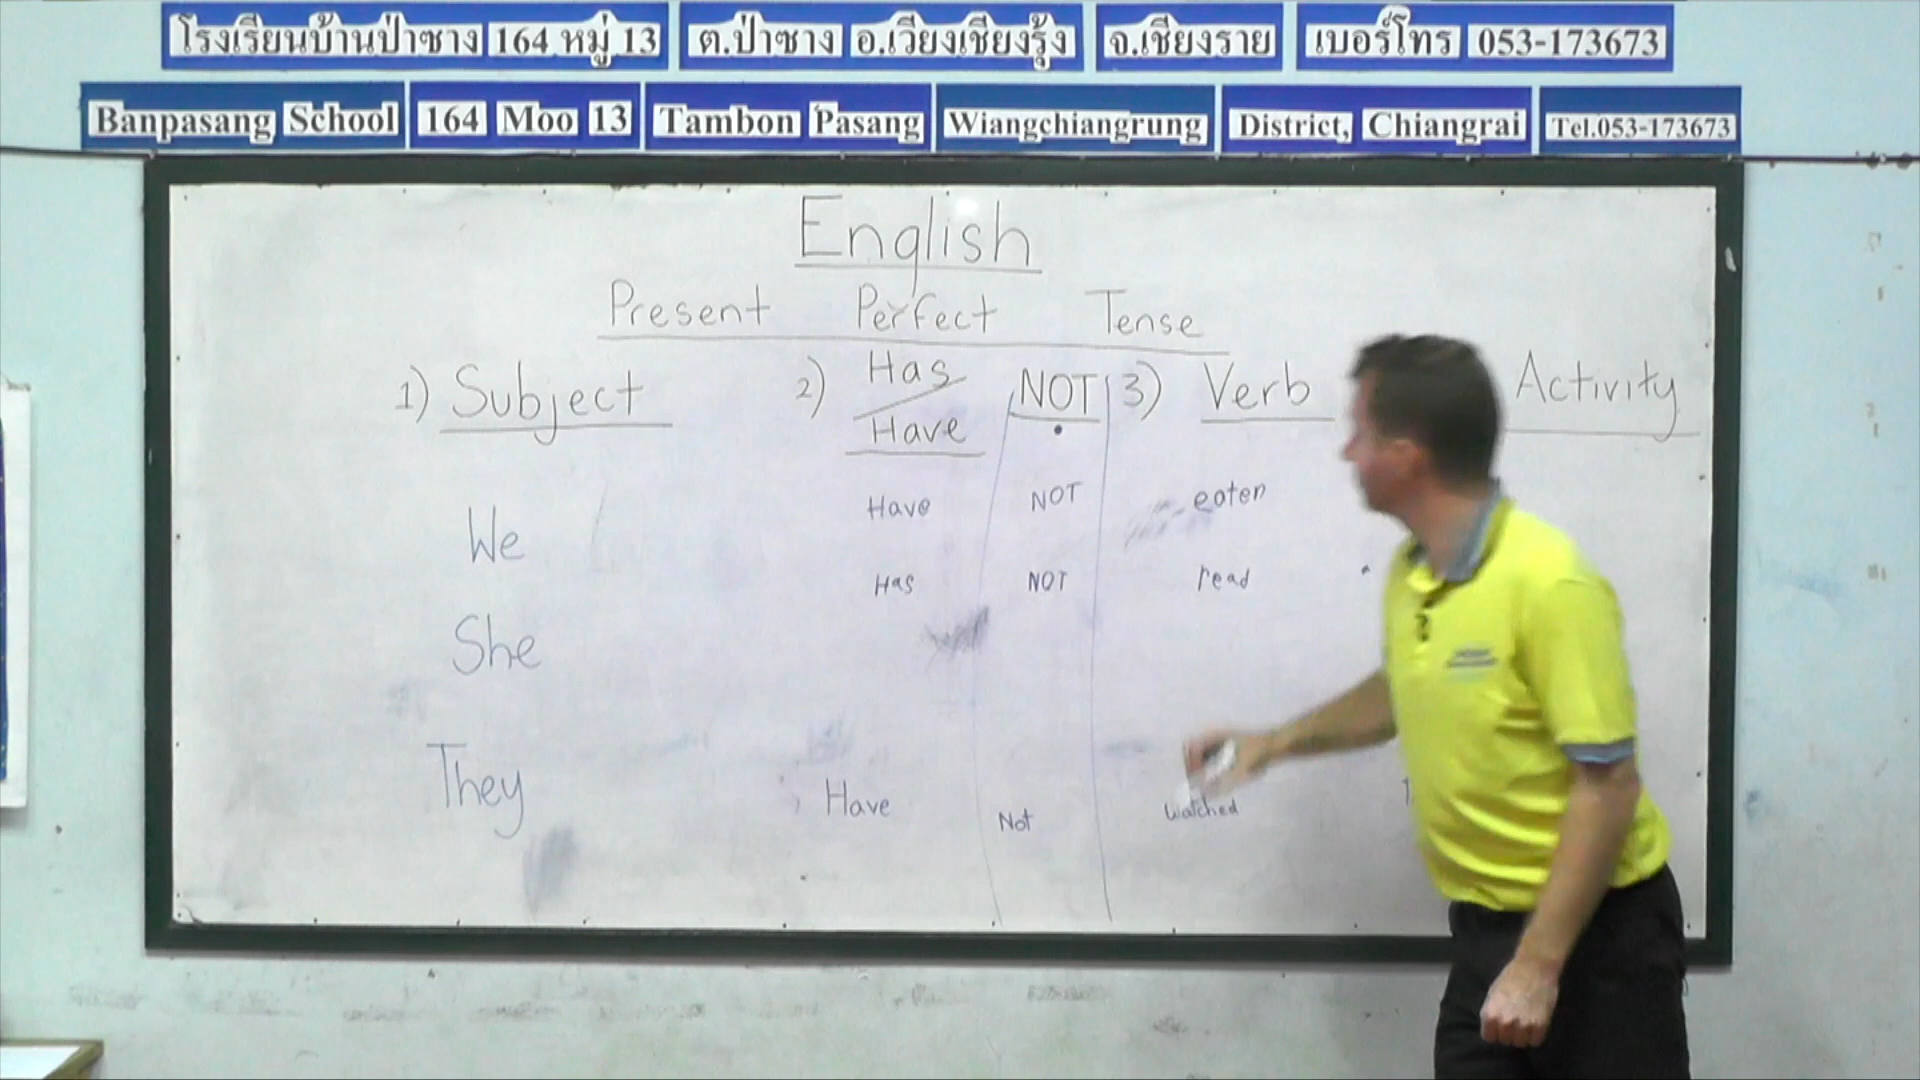 โรงเรียนบ้านป่าซาง 164 หมู่ 13 ต.ป่าซาง อ.เวียงเชียงรุ้ง จ.เชียงราย เบอร์โทร 053-173673
Banpasang School 164 Moo 13 Tambon Pasang Wiangchiangrung District, Chiangrai Tel.053-173673
English
Present Perfect Tense
1) Subject 2) Has / Have NOT 3) Verb Activity
We Have NOT eaten
She Has NOT read
They Have Not watched